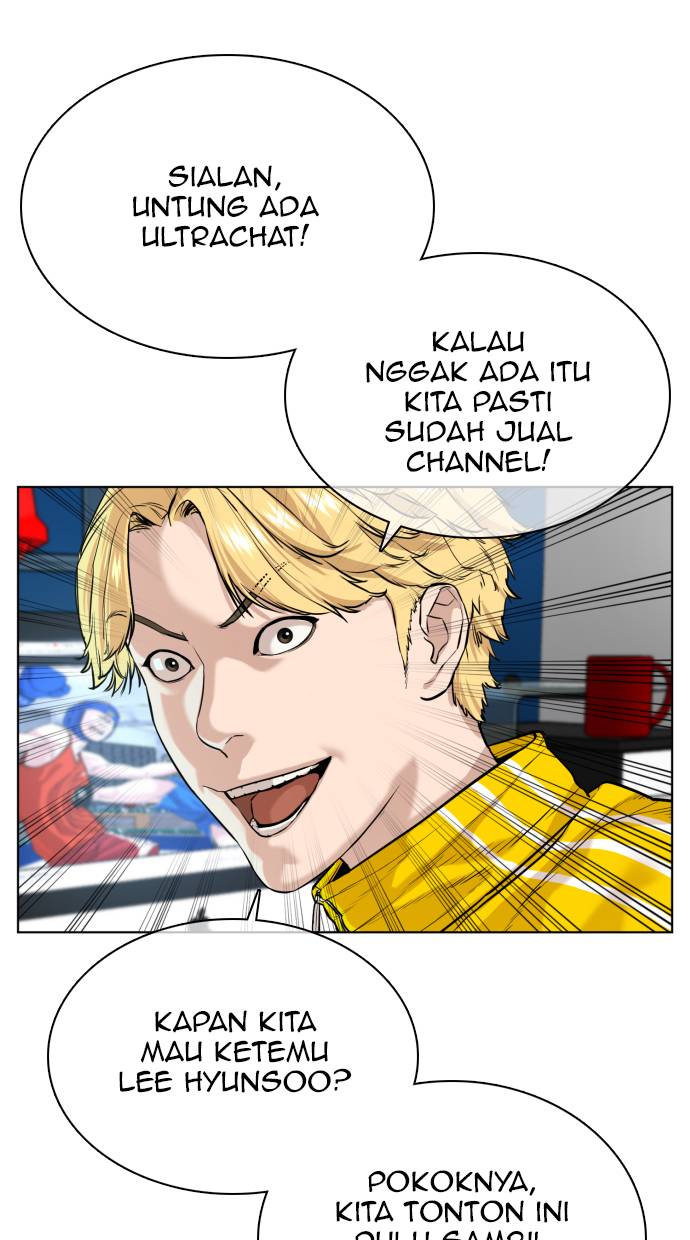 SIALAN,
UNTUNG ADA
ULTRACHAT!
KALAU
NGGAK ADA ITU
KITA PASTI
SUDAH JUAL
CHANNEL!
KAPAN KITA
MAU KETEMU
LEE HYUNSOO?
POKOKNYA,
KITA TONTON INI
DULU